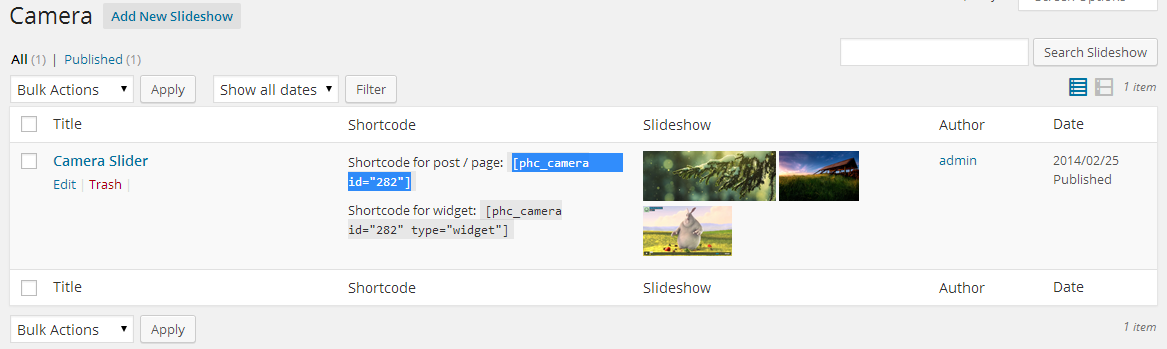 Camera Add New Slideshow
All (1) | Published (1)
Search Slideshow
Bulk Actions Apply Show all dates Filter 1 item
Title Shortcode Slideshow Author Date
Camera Slider Shortcode for post / page: [phc_camera admin 2014/02/25
Edit | Trash | id="282"] Published
Shortcode for widget: [phc_camera
id="282" type="widget"]
Title Shortcode Slideshow Author Date
Bulk Actions Apply 1 item